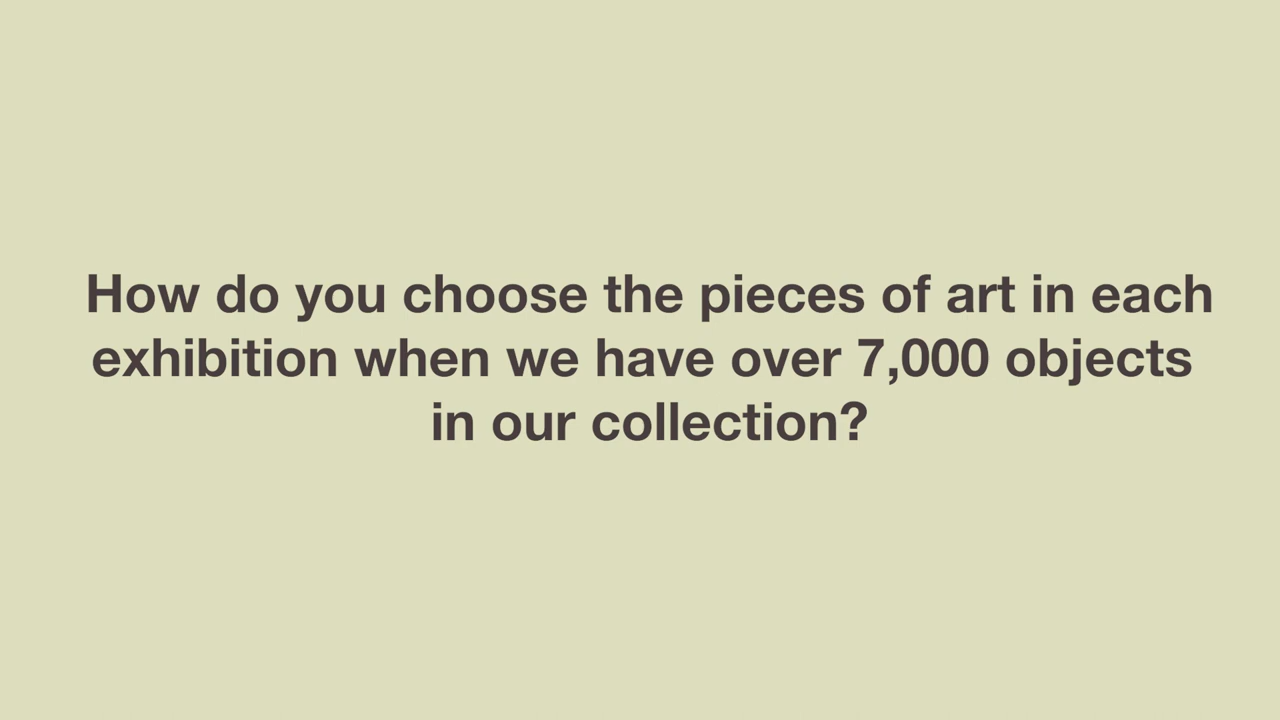 How do you choose the pieces of art in each
exhibition when we have over 7,000 objects
in our collection?